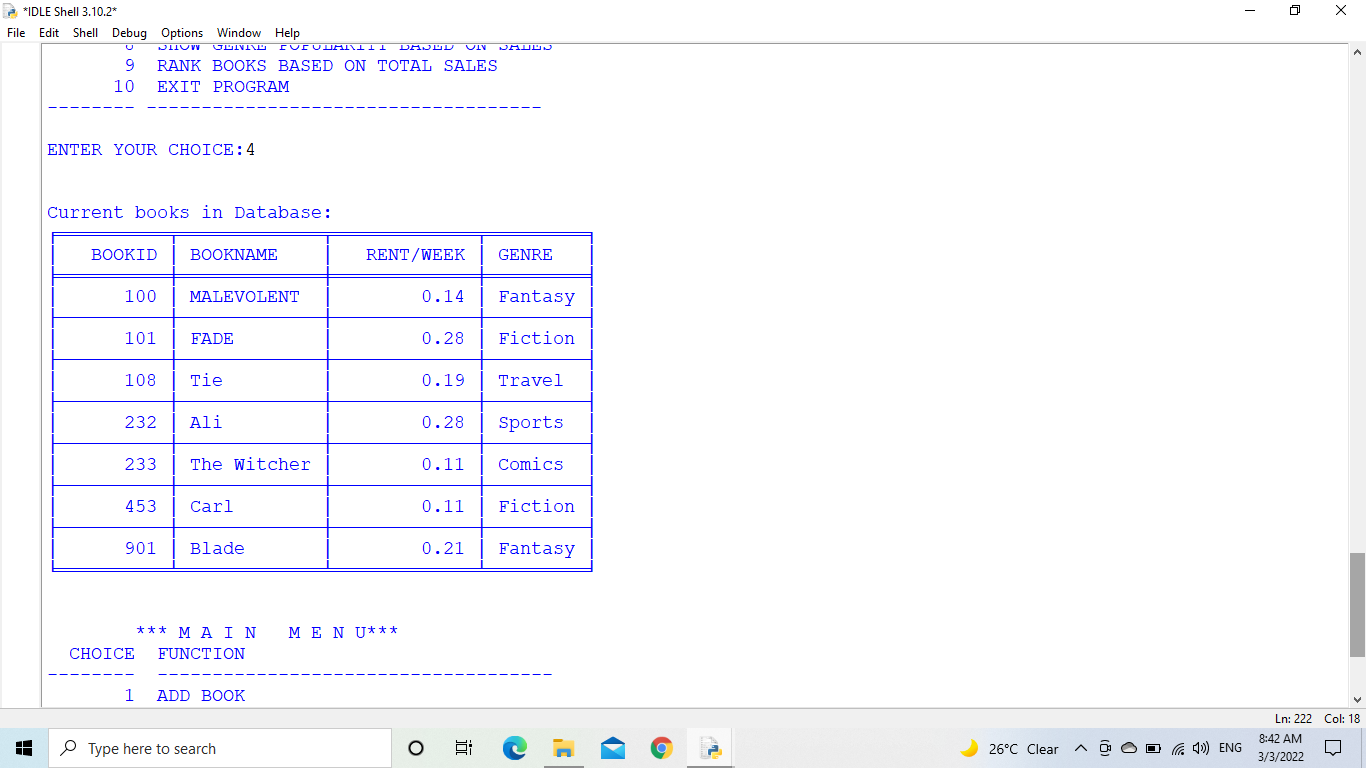 *IDLE Shell 3.10.2*
File Edit Shell Debug Options Window Help
8 SHOW GENRE POPULARITY BASED ON SALES
9 RANK BOOKS BASED ON TOTAL SALES
10 EXIT PROGRAM
-------- ------------------------------------
ENTER YOUR CHOICE:4
Current books in Database:
BOOKID BOOKNAME RENT/WEEK GENRE
100 MALEVOLENT 0.14 Fantasy
101 FADE 0.28 Fiction
108 Tie 0.19 Travel
232 Ali 0.28 Sports
233 The Witcher 0.11 Comics
453 Carl 0.11 Fiction
901 Blade 0.21 Fantasy
*** M A I N   M E N U***
CHOICE FUNCTION
-------- ------------------------------------
1 ADD BOOK
Ln: 222 Col: 18
Type here to search
26°C Clear
ENG
8:42 AM
3/3/2022